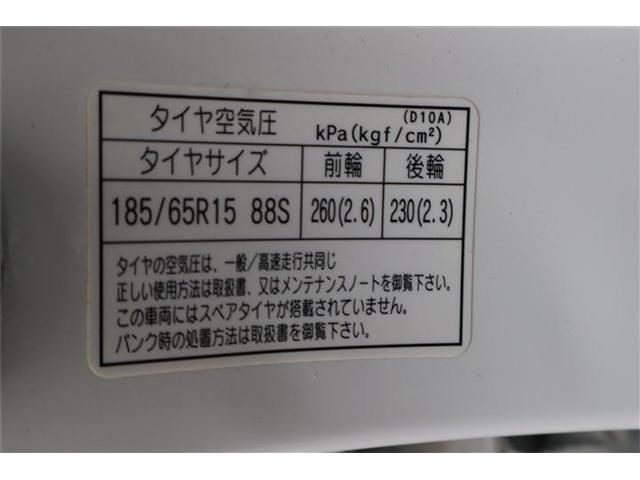 タイヤ空気圧 (D10A) kPa(kgf/cm²)
タイヤサイズ 前輪 後輪
185/65R15 88S 260(2.6) 230(2.3)
タイヤの空気圧は、一般/高速走行共同じ
正しい使用方法は取扱書、又はメンテナンスノートを御覧下さい。
この車両にはスペアタイヤが搭載されていません。
パンク時の処置方法は取扱書を御覧下さい。